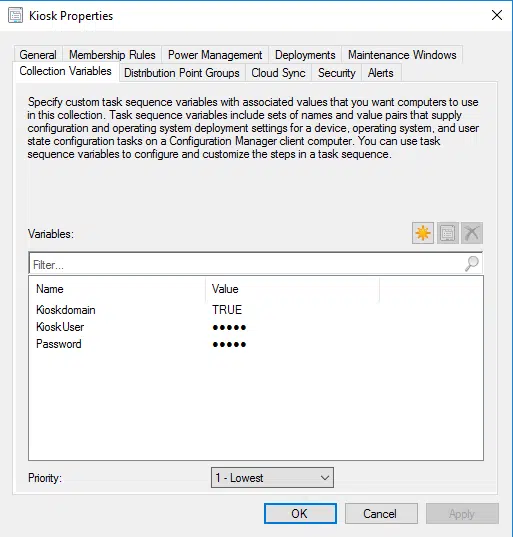 Kiosk Properties
General Membership Rules Power Management Deployments Maintenance Windows
Collection Variables Distribution Point Groups Cloud Sync Security Alerts
Specify custom task sequence variables with associated values that you want computers to use
in this collection. Task sequence variables include sets of names and value pairs that supply
configuration and operating system deployment settings for a device, operating system, and user
state configuration tasks on a Configuration Manager client computer. You can use task
sequence variables to configure and customize the steps in a task sequence.
Variables:
Filter...
Name Value
Kioskdomain TRUE
KioskUser •••••
Password •••••
Priority: 1 - Lowest
OK Cancel Apply